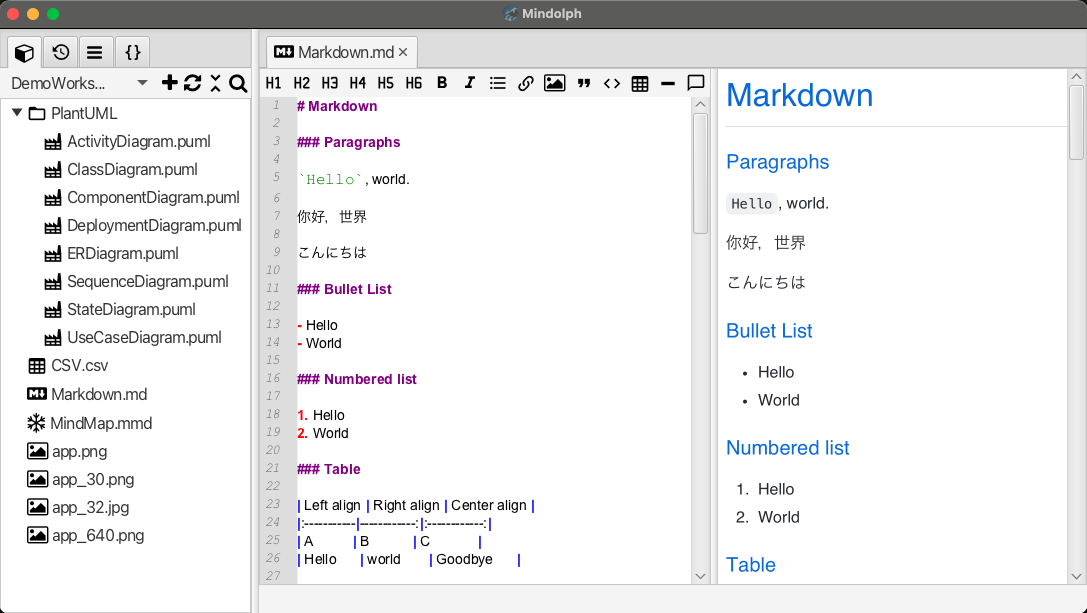 Mindolph
DemoWorks...
PlantUML
ActivityDiagram.puml
ClassDiagram.puml
ComponentDiagram.puml
DeploymentDiagram.puml
ERDiagram.puml
SequenceDiagram.puml
StateDiagram.puml
UseCaseDiagram.puml
CSV.csv
Markdown.md
MindMap.mmd
app.png
app_30.png
app_32.jpg
app_640.png
Markdown.md
H1 H2 H3 H4 H5 H6 B I
1 # Markdown
2
3 ### Paragraphs
4
5 `Hello`, world.
6
7 你好，世界
8
9 こんにちは
10
11 ### Bullet List
12
13 - Hello
14 - World
15
16 ### Numbered list
17
18 1. Hello
19 2. World
20
21 ### Table
22
23 | Left align | Right align | Center align |
24 |:-----------|------------:|:------------:|
25 | A | B | C |
26 | Hello | world | Goodbye |
27
Markdown
Paragraphs
Hello, world.
你好，世界
こんにちは
Bullet List
• Hello
• World
Numbered list
1. Hello
2. World
Table